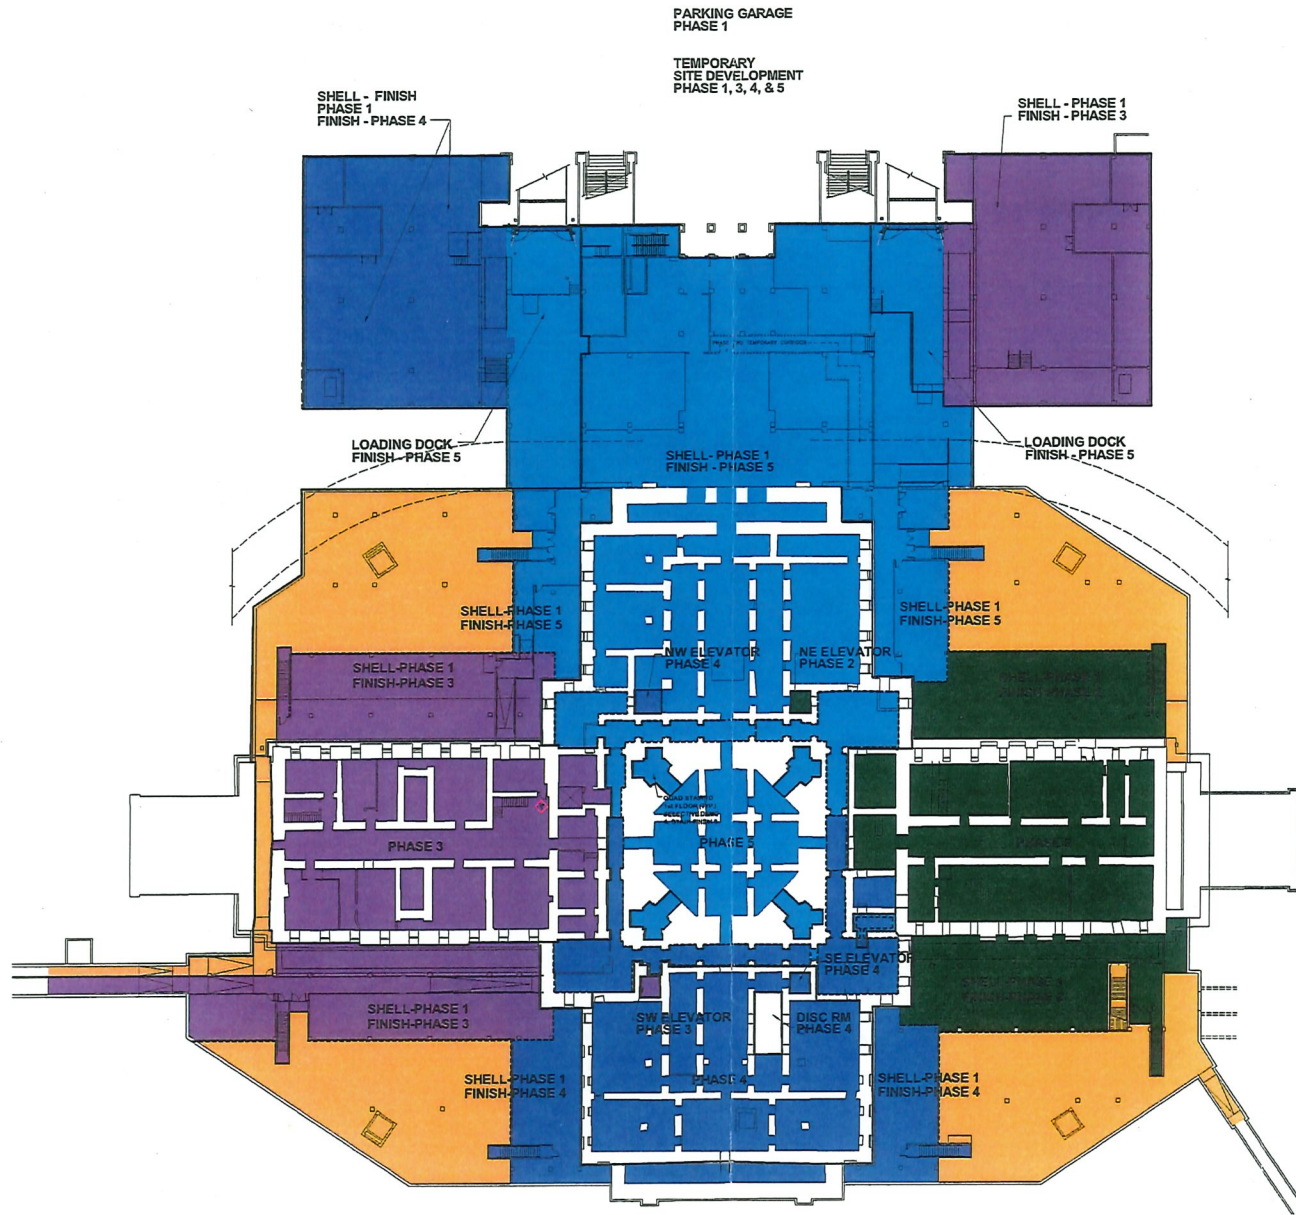 PARKING GARAGE
PHASE 1
TEMPORARY
SITE DEVELOPMENT
PHASE 1, 3, 4, & 5
SHELL - FINISH
PHASE 1
FINISH - PHASE 4
SHELL - PHASE 1
FINISH - PHASE 3
LOADING DOCK
FINISH - PHASE 5
SHELL- PHASE 1
FINISH - PHASE 5
LOADING DOCK
FINISH - PHASE 5
SHELL-PHASE 1
FINISH-PHASE 5
SHELL-PHASE 1
FINISH-PHASE 5
NW ELEVATOR
PHASE 4
NE ELEVATOR
PHASE 2
SHELL-PHASE 1
FINISH-PHASE 3
PHASE 3
PHASE 5
SE ELEVATOR
PHASE 4
SHELL-PHASE 1
FINISH-PHASE 3
SW ELEVATOR
PHASE 3
DISC RM
PHASE 4
SHELL-PHASE 1
FINISH-PHASE 4
PHASE 4
SHELL-PHASE 1
FINISH-PHASE 4